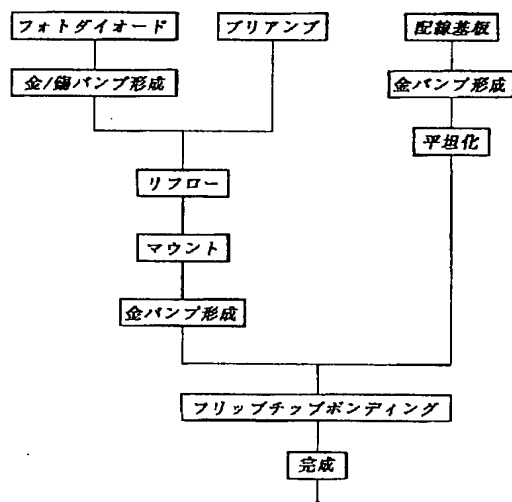 フォトダイオード
プリアンプ
配線基板
金/錫バンプ形成
金バンプ形成
平坦化
リフロー
マウント
金バンプ形成
フリップチップボンディング
完成